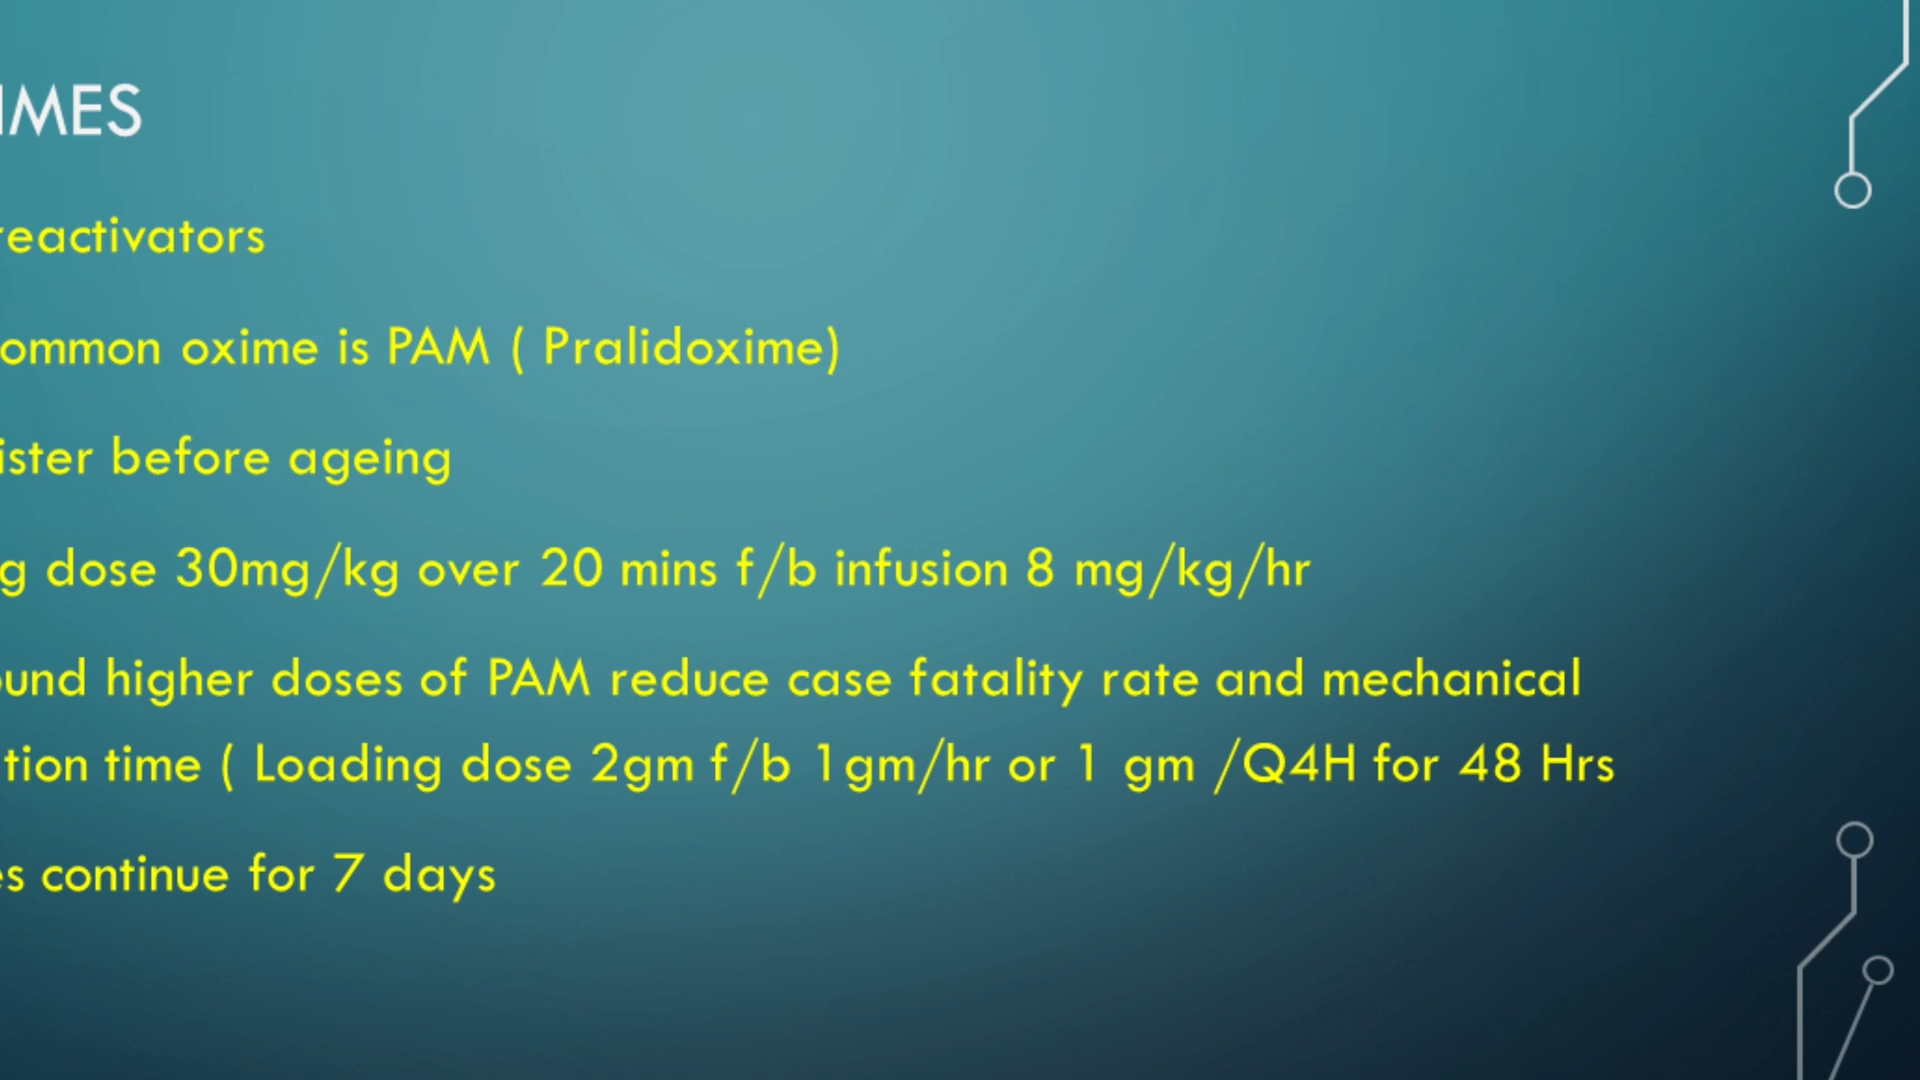 IMES
reactivators
ommon oxime is PAM ( Pralidoxime)
ister before ageing
g dose 30mg/kg over 20 mins f/b infusion 8 mg/kg/hr
ound higher doses of PAM reduce case fatality rate and mechanical
tion time ( Loading dose 2gm f/b 1gm/hr or 1 gm /Q4H for 48 Hrs
es continue for 7 days